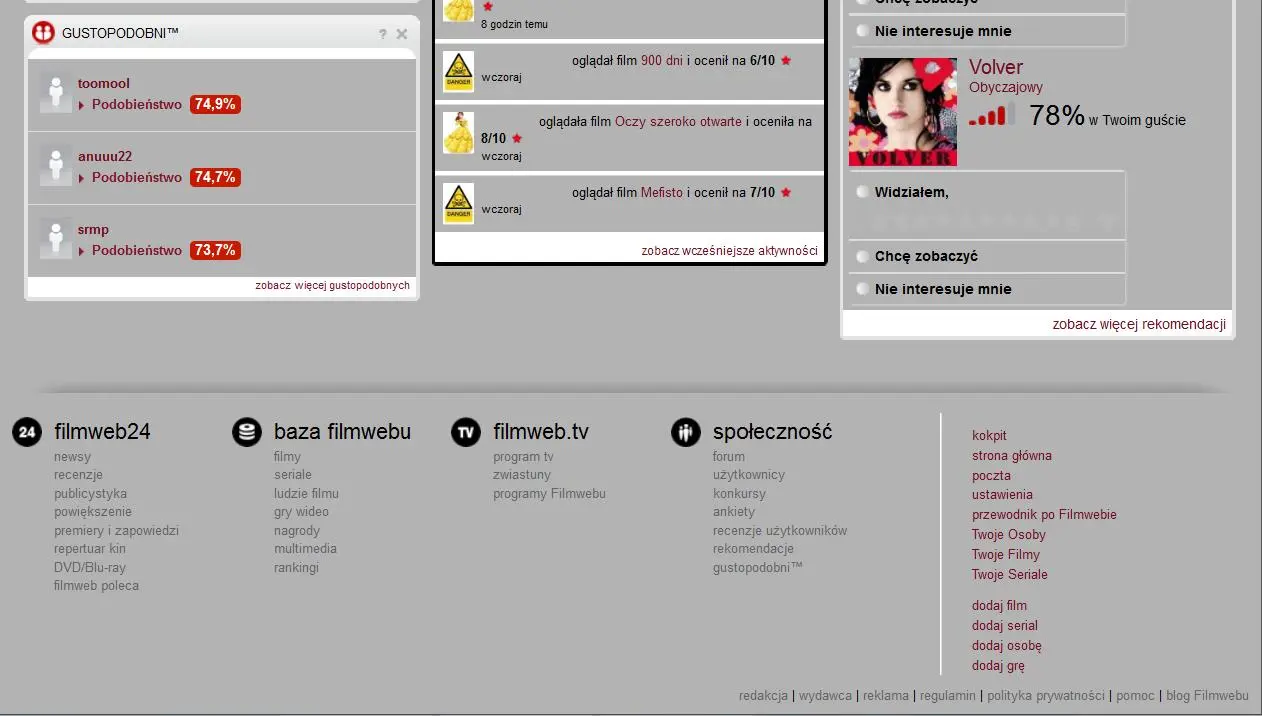 GUSTOPODOBNI™
? ×
toomool
Podobieństwo 74,9%
anuuu22
Podobieństwo 74,7%
srmp
Podobieństwo 73,7%
zobacz więcej gustopodobnych
8 godzin temu
oglądał film 900 dni i ocenił na 6/10
wczoraj
DANGER
oglądała film Oczy szeroko otwarte i oceniła na
8/10
wczoraj
oglądał film Mefisto i ocenił na 7/10
wczoraj
DANGER
zobacz wcześniejsze aktywności
Chcę zobaczyć
Nie interesuje mnie
VOLVER
Volver
Obyczajowy
78% w Twoim guście
Widziałem,
Chcę zobaczyć
Nie interesuje mnie
zobacz więcej rekomendacji
24 filmweb24
newsy
recenzje
publicystyka
powiększenie
premiery i zapowiedzi
repertuar kin
DVD/Blu-ray
filmweb poleca
baza filmwebu
filmy
seriale
ludzie filmu
gry wideo
nagrody
multimedia
rankingi
TV filmweb.tv
program tv
zwiastuny
programy Filmwebu
społeczność
forum
użytkownicy
konkursy
ankiety
recenzje użytkowników
rekomendacje
gustopodobni™
kokpit
strona główna
poczta
ustawienia
przewodnik po Filmwebie
Twoje Osoby
Twoje Filmy
Twoje Seriale
dodaj film
dodaj serial
dodaj osobę
dodaj grę
redakcja | wydawca | reklama | regulamin | polityka prywatności | pomoc | blog Filmwebu